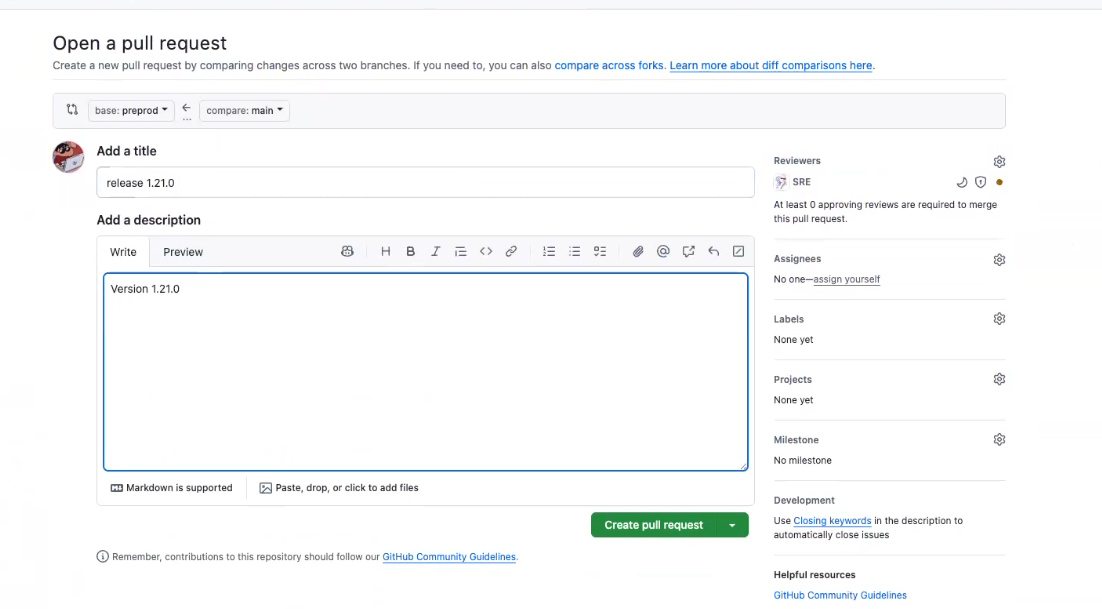 Open a pull request
Create a new pull request by comparing changes across two branches. If you need to, you can also compare across forks. Learn more about diff comparisons here.
base: preprod
compare: main
...
Add a title
release 1.21.0
Add a description
Write
Preview
Version 1.21.0
Markdown is supported
Paste, drop, or click to add files
Create pull request
Remember, contributions to this repository should follow our GitHub Community Guidelines.
Reviewers
SRE
At least 0 approving reviews are required to merge
this pull request.
Assignees
No one—assign yourself
Labels
None yet
Projects
None yet
Milestone
No milestone
Development
Use Closing keywords in the description to
automatically close issues
Helpful resources
GitHub Community Guidelines